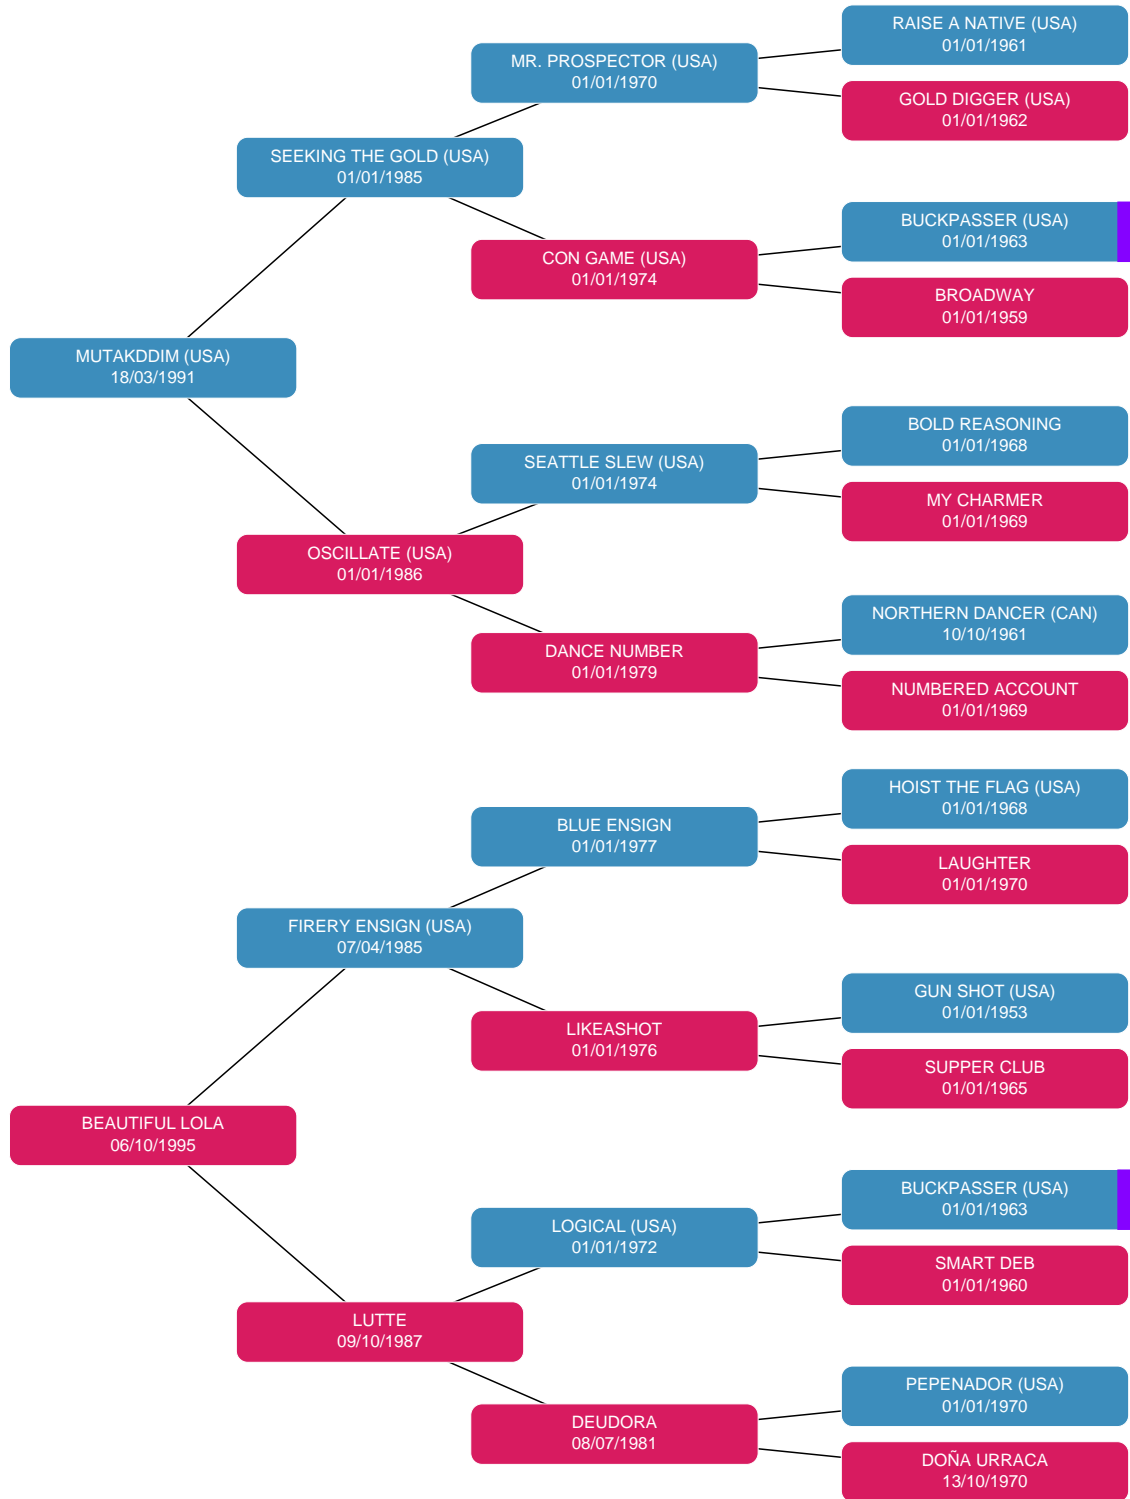 RAISE A NATIVE (USA)
01/01/1961
MR. PROSPECTOR (USA)
01/01/1970
GOLD DIGGER (USA)
01/01/1962
SEEKING THE GOLD (USA)
01/01/1985
BUCKPASSER (USA)
01/01/1963
CON GAME (USA)
01/01/1974
BROADWAY
01/01/1959
MUTAKDDIM (USA)
18/03/1991
BOLD REASONING
01/01/1968
SEATTLE SLEW (USA)
01/01/1974
MY CHARMER
01/01/1969
OSCILLATE (USA)
01/01/1986
NORTHERN DANCER (CAN)
10/10/1961
DANCE NUMBER
01/01/1979
NUMBERED ACCOUNT
01/01/1969
HOIST THE FLAG (USA)
01/01/1968
BLUE ENSIGN
01/01/1977
LAUGHTER
01/01/1970
FIRERY ENSIGN (USA)
07/04/1985
GUN SHOT (USA)
01/01/1953
LIKEASHOT
01/01/1976
SUPPER CLUB
01/01/1965
BEAUTIFUL LOLA
06/10/1995
BUCKPASSER (USA)
01/01/1963
LOGICAL (USA)
01/01/1972
SMART DEB
01/01/1960
LUTTE
09/10/1987
PEPENADOR (USA)
01/01/1970
DEUDORA
08/07/1981
DOÑA URRACA
13/10/1970